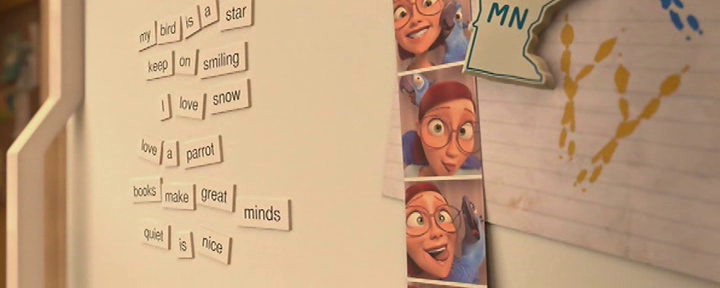 my bird is a star
keep on smiling
I love snow
love a parrot
books make great minds
quiet is nice
MN